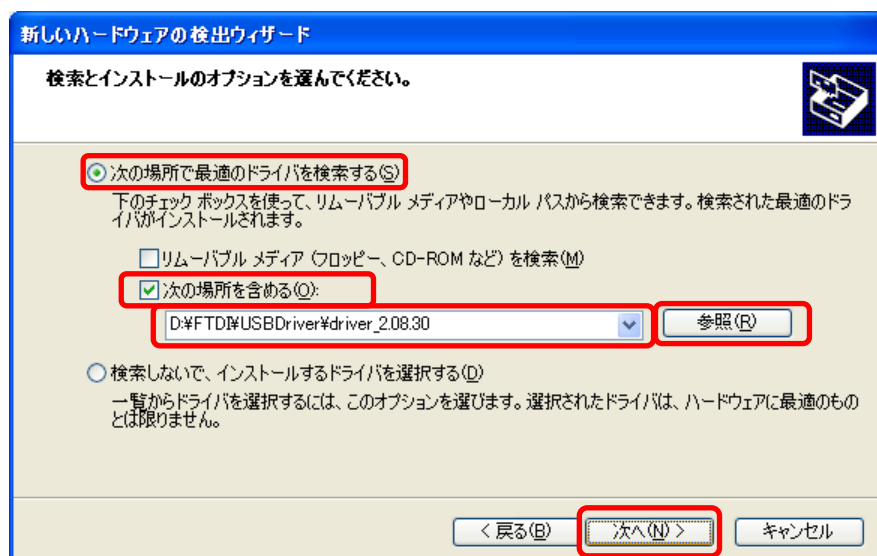 新しいハードウェアの検出ウィザード
検索とインストールのオプションを選んでください。
次の場所で最適のドライバを検索する(S)
下のチェック ボックスを使って、リムーバブル メディアやローカル パスから検索できます。検索された最適のドラ
イバがインストールされます。
リムーバブル メディア (フロッピー、CD-ROM など) を検索(M)
次の場所を含める(O):
D:¥FTDI¥USBDriver¥driver_2.08.30
参照(R)
検索しないで、インストールするドライバを選択する(D)
一覧からドライバを選択するには、このオプションを選びます。選択されたドライバは、ハードウェアに最適のもの
とは限りません。
< 戻る(B) 次へ(N) > キャンセル